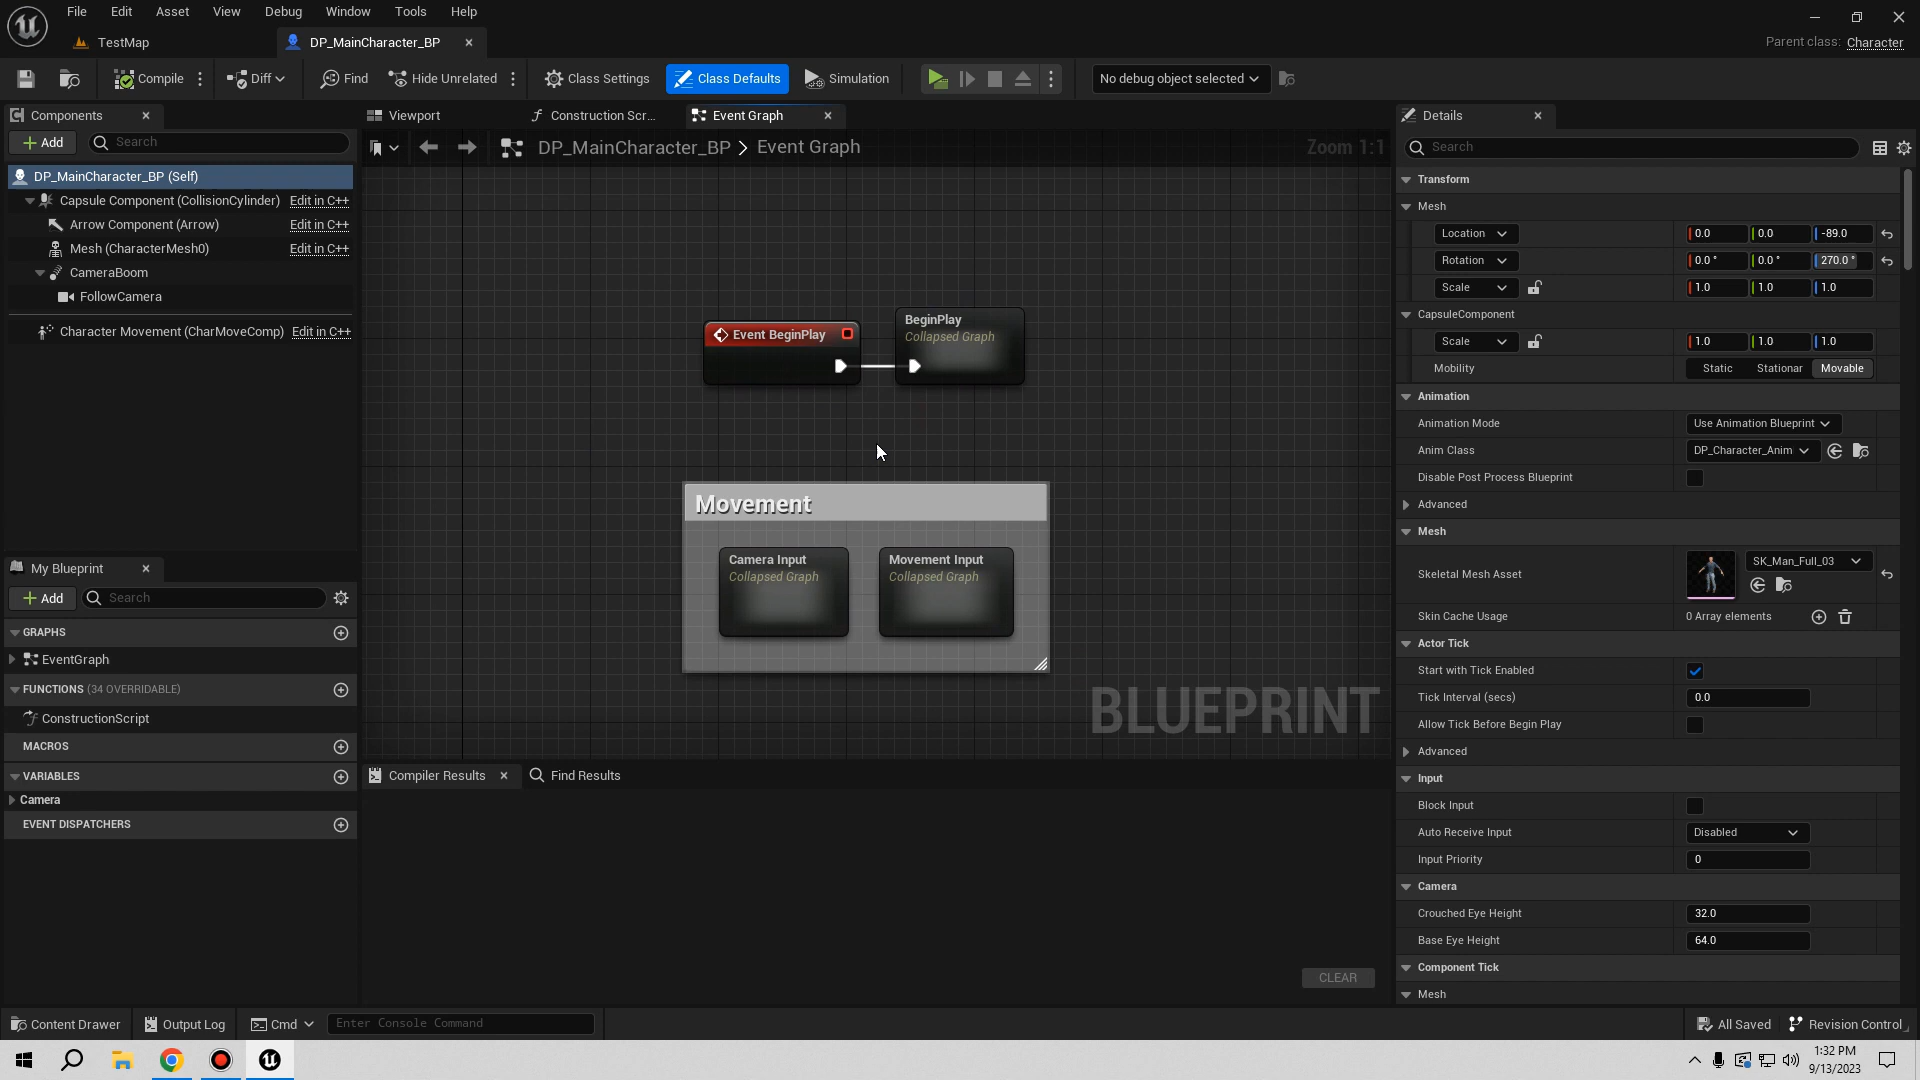 File Edit Asset View Debug Window Tools Help
TestMap
DP_MainCharacter_BP
Parent class: Character
Compile
Diff
Find
Hide Unrelated
Class Settings
Class Defaults
Simulation
No debug object selected
Components
Add
Search
DP_MainCharacter_BP (Self)
Capsule Component (CollisionCylinder) Edit in C++
Arrow Component (Arrow) Edit in C++
Mesh (CharacterMesh0) Edit in C++
CameraBoom
FollowCamera
Character Movement (CharMoveComp) Edit in C++
My Blueprint
Add
Search
GRAPHS
EventGraph
FUNCTIONS (34 OVERRIDABLE)
ConstructionScript
MACROS
VARIABLES
Camera
EVENT DISPATCHERS
Viewport
Construction Scr...
Event Graph
DP_MainCharacter_BP > Event Graph
Zoom 1:1
Event BeginPlay
BeginPlay
Collapsed Graph
Movement
Camera Input
Collapsed Graph
Movement Input
Collapsed Graph
BLUEPRINT
Compiler Results
Find Results
CLEAR
Details
Search
Transform
Mesh
Location 0.0 0.0 -89.0
Rotation 0.0 ° 0.0 ° 270.0 °
Scale 1.0 1.0 1.0
CapsuleComponent
Scale 1.0 1.0 1.0
Mobility Static Stationar Movable
Animation
Animation Mode Use Animation Blueprint
Anim Class DP_Character_Anim
Disable Post Process Blueprint
Advanced
Mesh
Skeletal Mesh Asset SK_Man_Full_03
Skin Cache Usage 0 Array elements
Actor Tick
Start with Tick Enabled
Tick Interval (secs) 0.0
Allow Tick Before Begin Play
Advanced
Input
Block Input
Auto Receive Input Disabled
Input Priority 0
Camera
Crouched Eye Height 32.0
Base Eye Height 64.0
Component Tick
Mesh
Content Drawer
Output Log
Cmd
Enter Console Command
All Saved
Revision Control
1:32 PM
9/13/2023